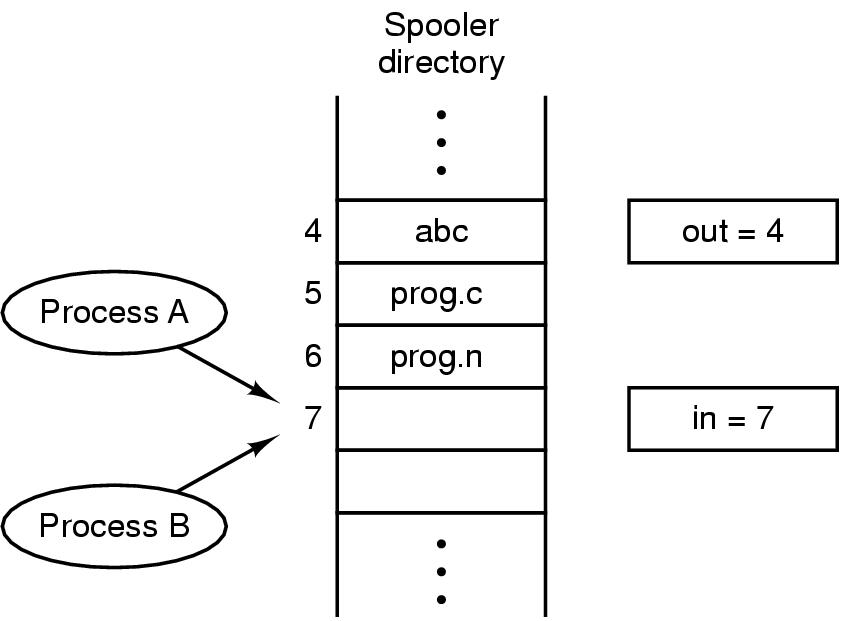 Spooler
directory
4 abc out = 4
5 prog.c
Process A
6 prog.n
7 in = 7
Process B